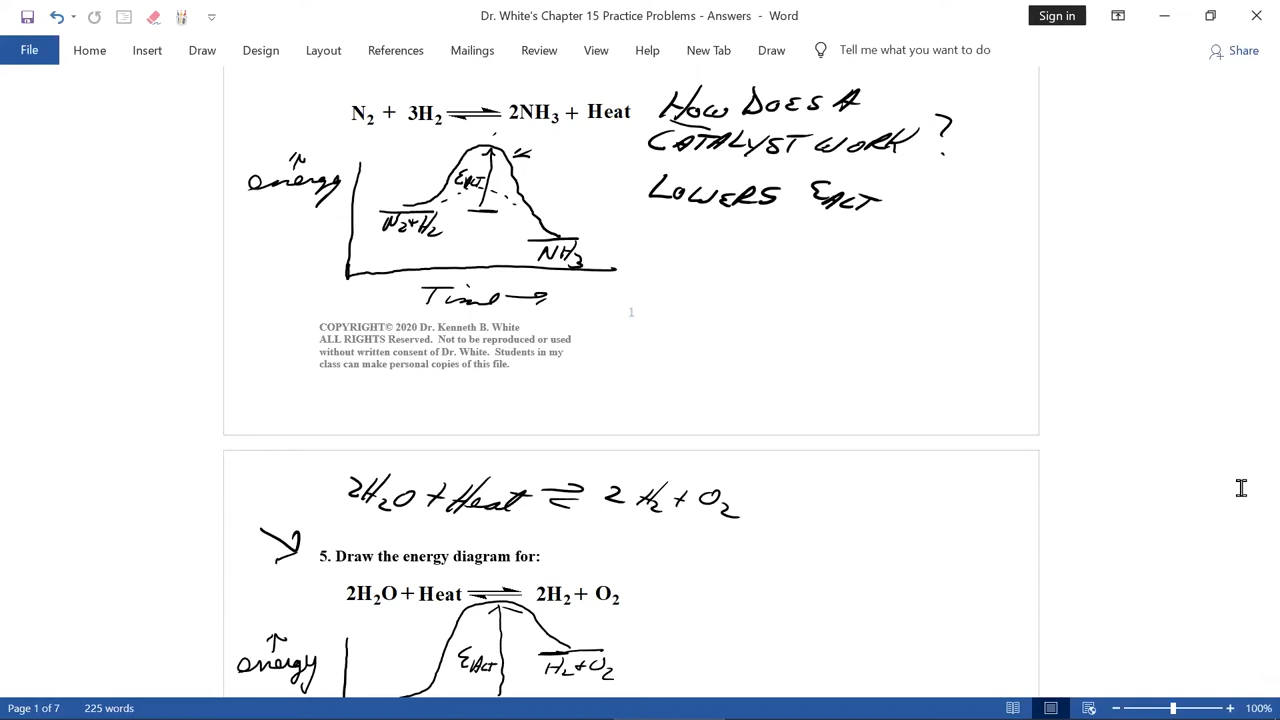 Dr. White's Chapter 15 Practice Problems - Answers - Word
Sign in
File Home Insert Draw Design Layout References Mailings Review View Help New Tab Draw Tell me what you want to do Share
N₂ + 3H₂ ⇌ 2NH₃ + Heat
HOW DOES A
CATALYST WORK?
LOWERS EACT
↑
energy
EACT
N₂+H₂
NH₃
Time →
1
COPYRIGHT© 2020 Dr. Kenneth B. White
ALL RIGHTS Reserved. Not to be reproduced or used
without written consent of Dr. White. Students in my
class can make personal copies of this file.
2H₂O + Heat ⇌ 2H₂ + O₂
5. Draw the energy diagram for:
2H₂O + Heat ⇌ 2H₂ + O₂
↑
energy
EACT
H₂+O₂
Page 1 of 7 225 words 100%